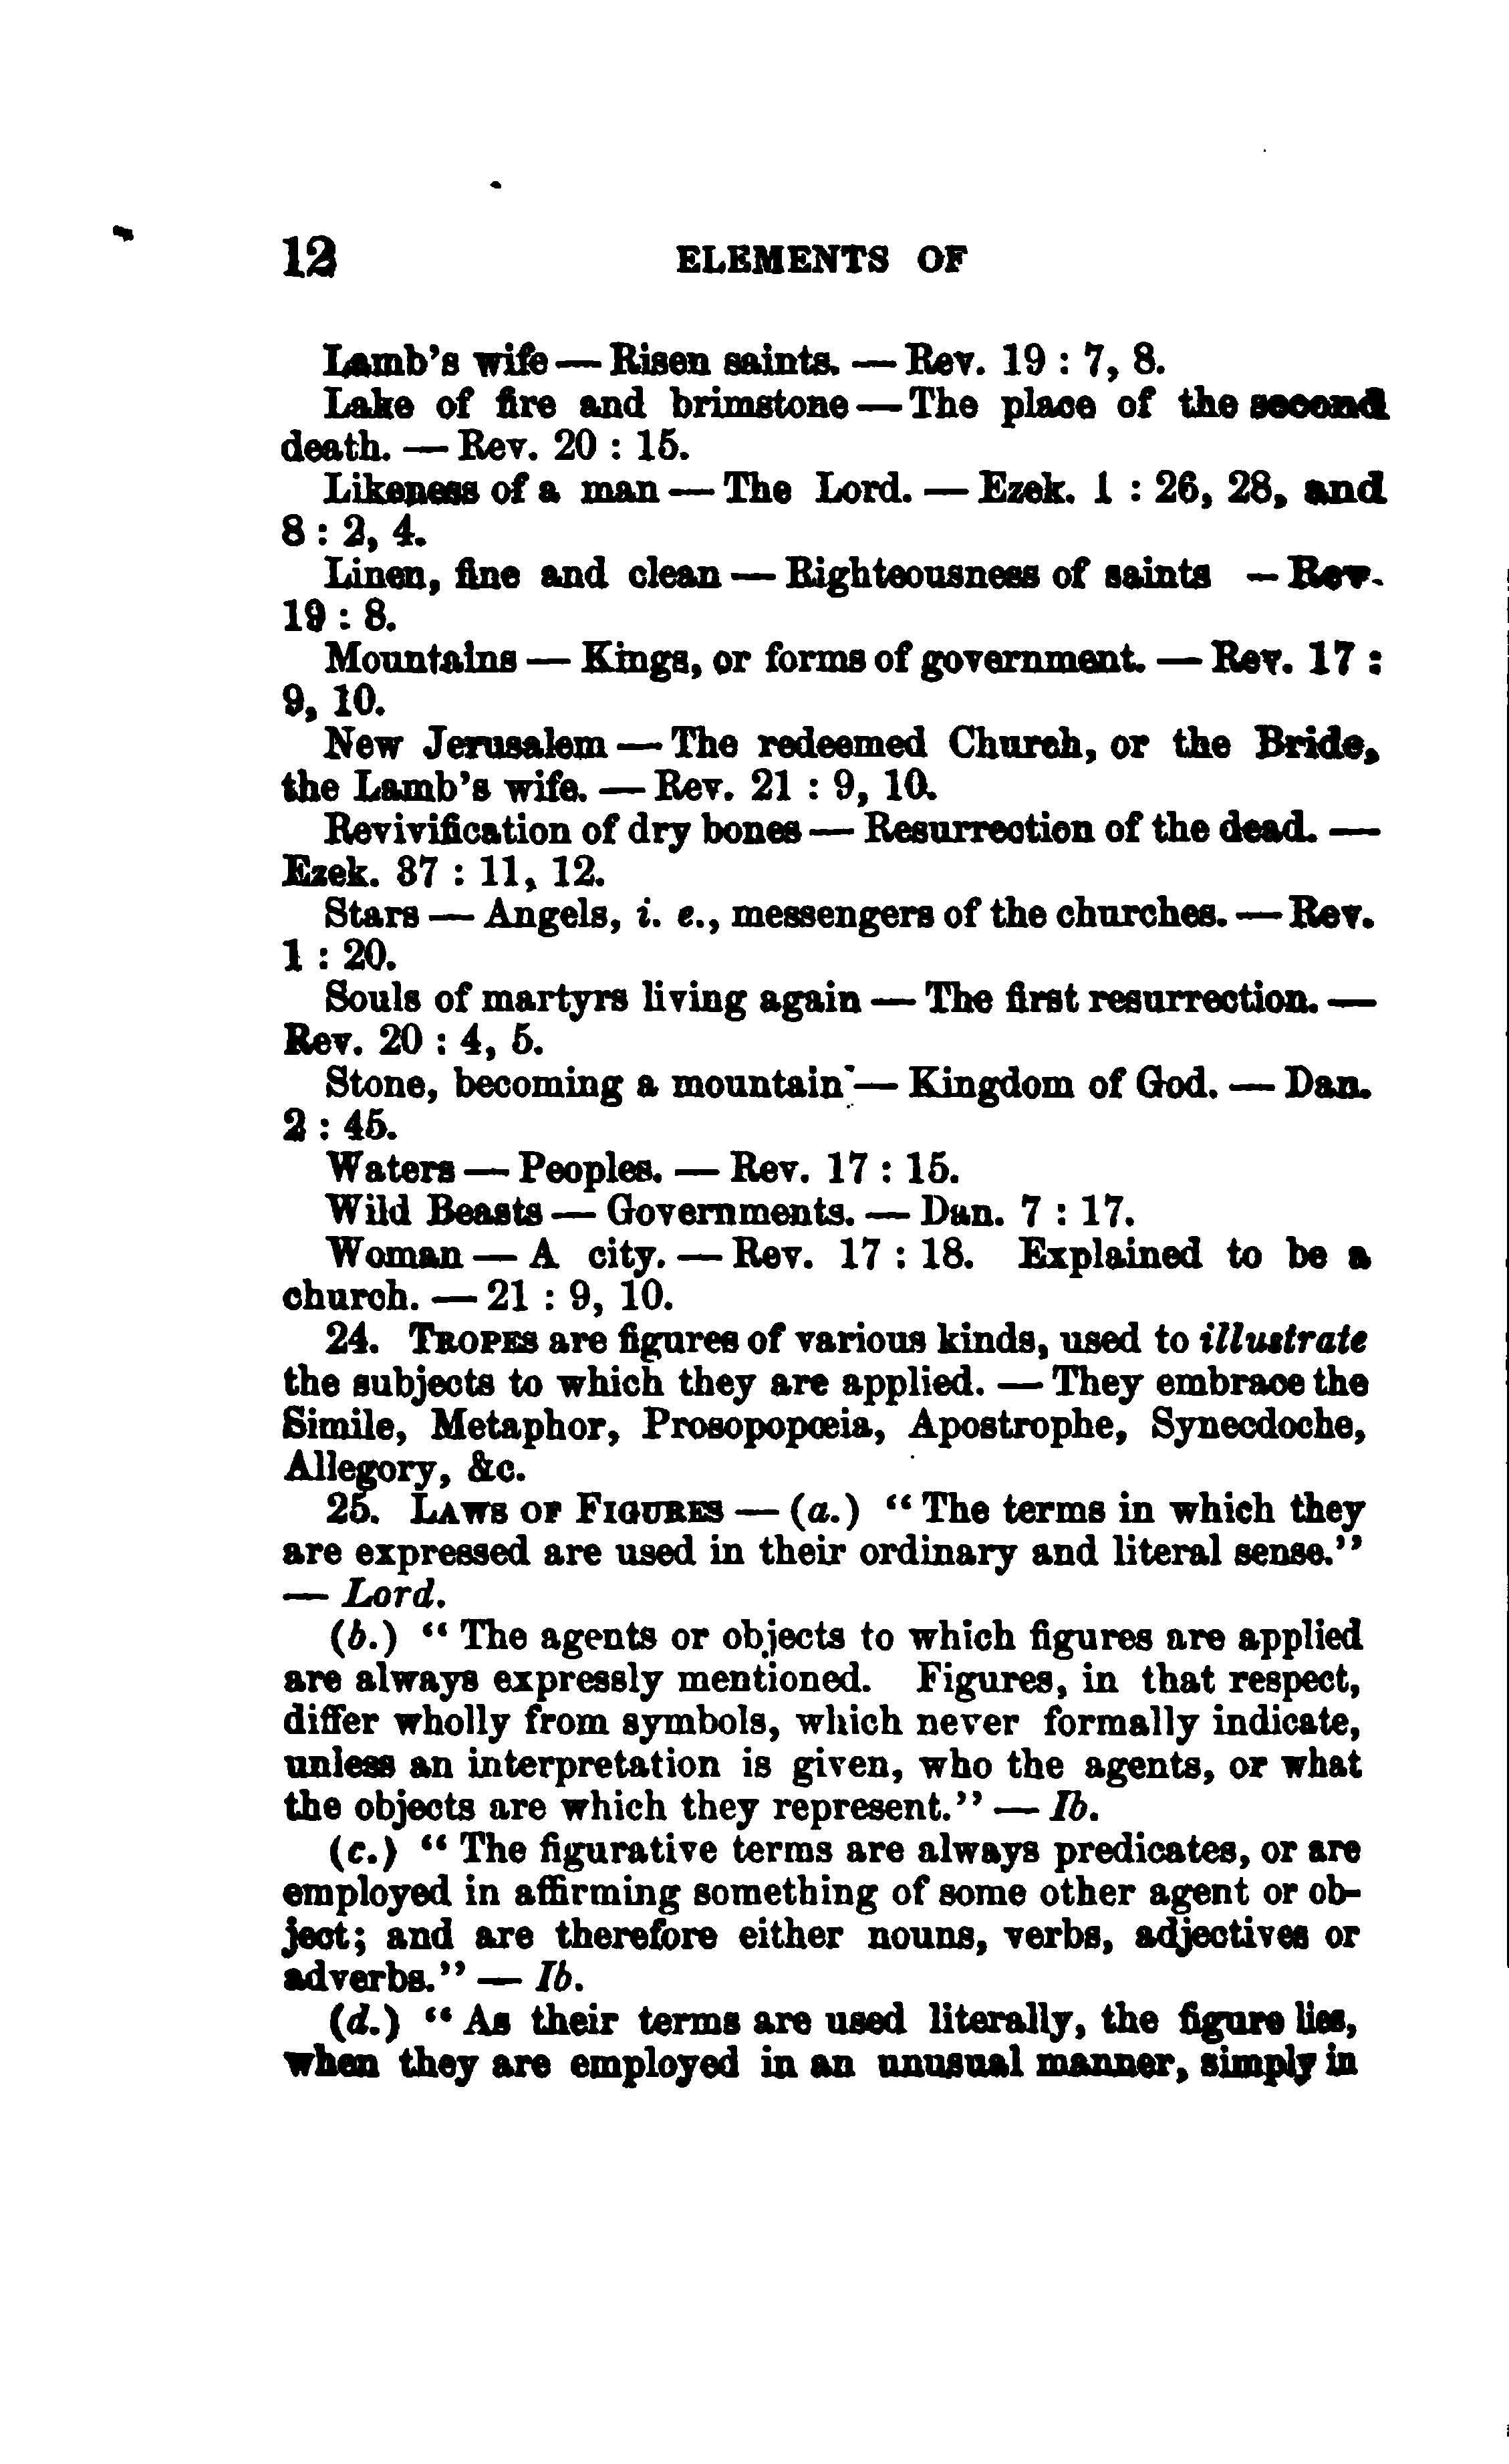 12 ELEMENTS OF
Lamb's wife — Risen saints. — Rev. 19 : 7, 8.
Lake of fire and brimstone — The place of the second
death. — Rev. 20 : 15.
Likeness of a man — The Lord. — Ezek. 1 : 26, 28, and
8 : 2, 4.
Linen, fine and clean — Righteousness of saints – Rev.
19 : 8.
Mountains — Kings, or forms of government. — Rev. 17 :
9, 10.
New Jerusalem — The redeemed Church, or the Bride,
the Lamb's wife. — Rev. 21 : 9, 10.
Revivification of dry bones — Resurrection of the dead. —
Ezek. 37 : 11, 12.
Stars — Angels, i. e., messengers of the churches. — Rev.
1 : 20.
Souls of martyrs living again — The first resurrection. —
Rev. 20 : 4, 5.
Stone, becoming a mountain — Kingdom of God. — Dan.
2 : 45.
Waters — Peoples. — Rev. 17 : 15.
Wild Beasts — Governments. — Dan. 7 : 17.
Woman — A city. — Rev. 17 : 18. Explained to be a
church. — 21 : 9, 10.
24. TROPES are figures of various kinds, used to illustrate
the subjects to which they are applied. — They embrace the
Simile, Metaphor, Prosopopœia, Apostrophe, Synecdoche,
Allegory, &c.
25. LAWS OF FIGURES — (a.) "The terms in which they
are expressed are used in their ordinary and literal sense."
— Lord.
(b.) "The agents or objects to which figures are applied
are always expressly mentioned. Figures, in that respect,
differ wholly from symbols, which never formally indicate,
unless an interpretation is given, who the agents, or what
the objects are which they represent." — Ib.
(c.) "The figurative terms are always predicates, or are
employed in affirming something of some other agent or ob-
ject; and are therefore either nouns, verbs, adjectives or
adverbs." — Ib.
(d.) "As their terms are used literally, the figure lies,
when they are employed in an unusual manner, simply in